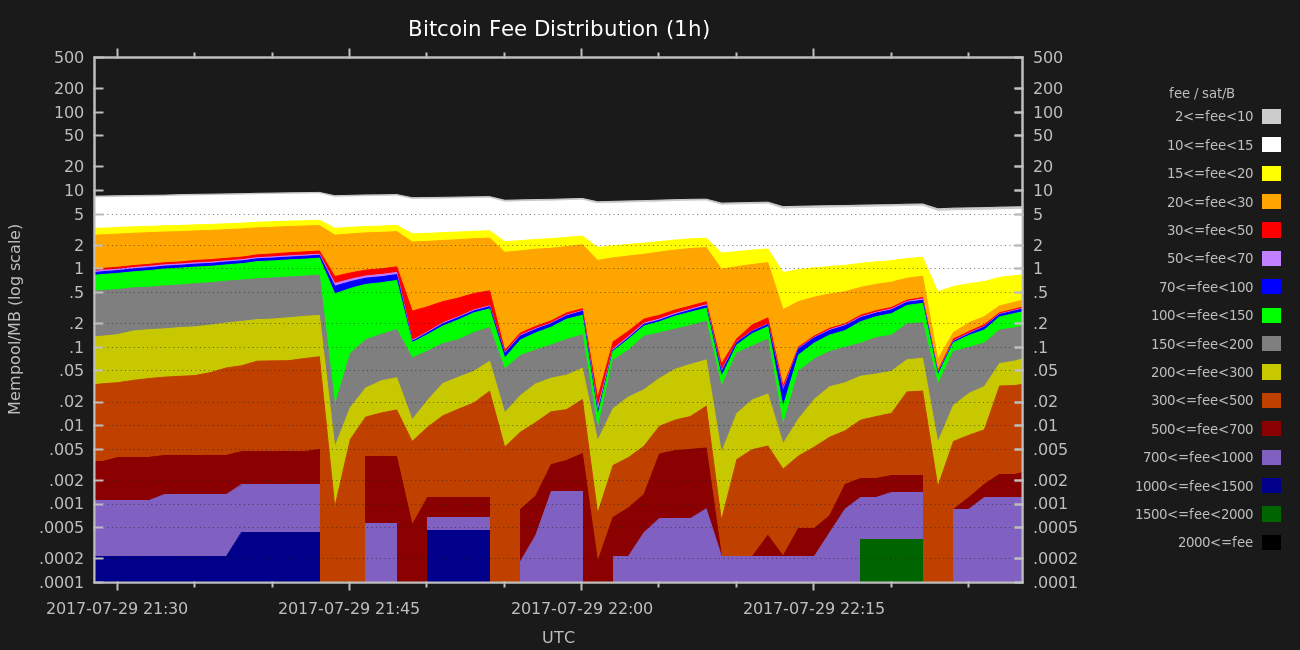 Bitcoin Fee Distribution (1h)
500 500
200 200
100 100
50 50
20 20
10 10
5 5
2 2
1 1
.5 .5
.2 .2
.1 .1
.05 .05
.02 .02
.01 .01
.005 .005
.002 .002
.001 .001
.0005 .0005
.0002 .0002
.0001 .0001
Mempool/MB (log scale)
2017-07-29 21:30 2017-07-29 21:45 2017-07-29 22:00 2017-07-29 22:15
UTC
fee / sat/B
2<=fee<10
10<=fee<15
15<=fee<20
20<=fee<30
30<=fee<50
50<=fee<70
70<=fee<100
100<=fee<150
150<=fee<200
200<=fee<300
300<=fee<500
500<=fee<700
700<=fee<1000
1000<=fee<1500
1500<=fee<2000
2000<=fee